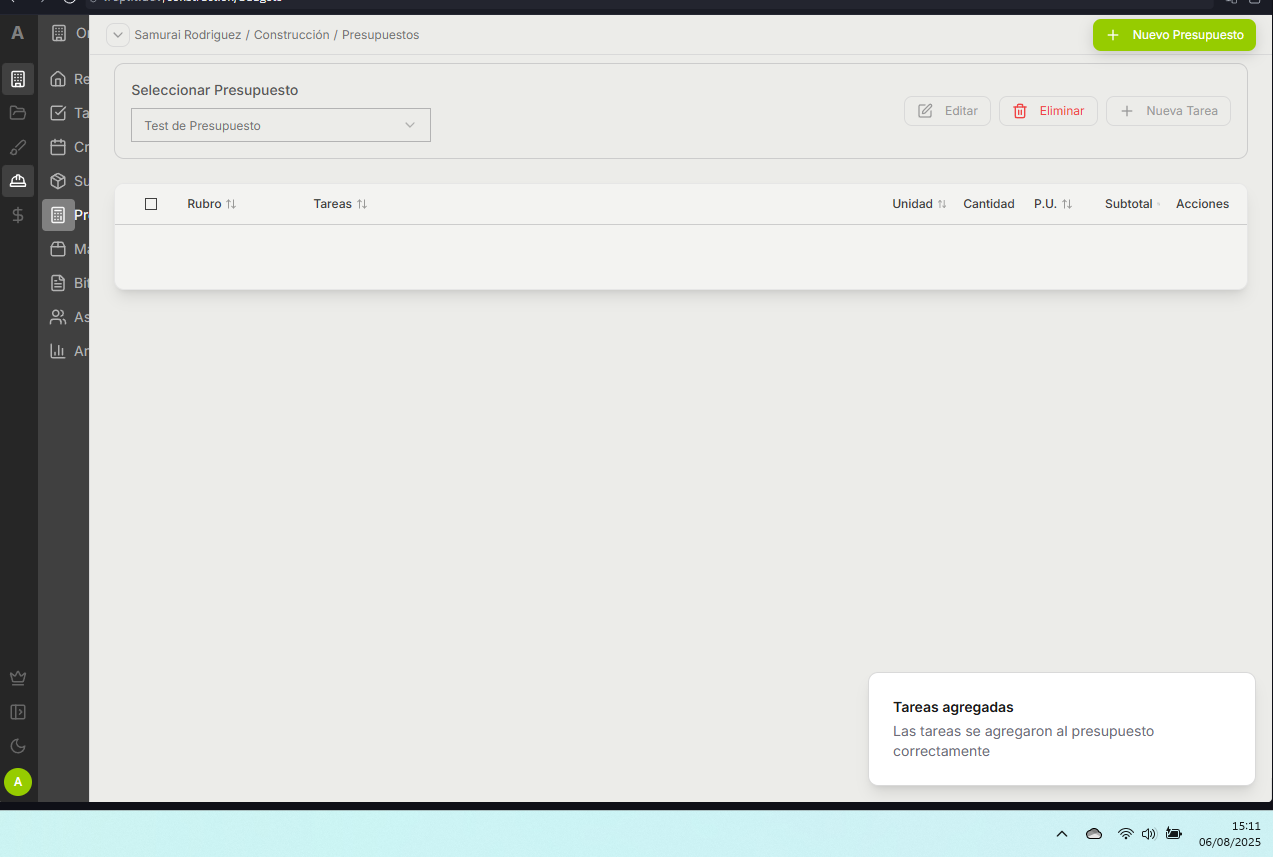 A
Samurai Rodriguez / Construcción / Presupuestos
Nuevo Presupuesto
Seleccionar Presupuesto
Test de Presupuesto
Editar
Eliminar
Nueva Tarea
Rubro
Tareas
Unidad
Cantidad
P.U.
Subtotal
Acciones
Re
Ta
Cr
Su
Pr
Ma
Bi
As
An
Tareas agregadas
Las tareas se agregaron al presupuesto
correctamente
A
15:11
06/08/2025